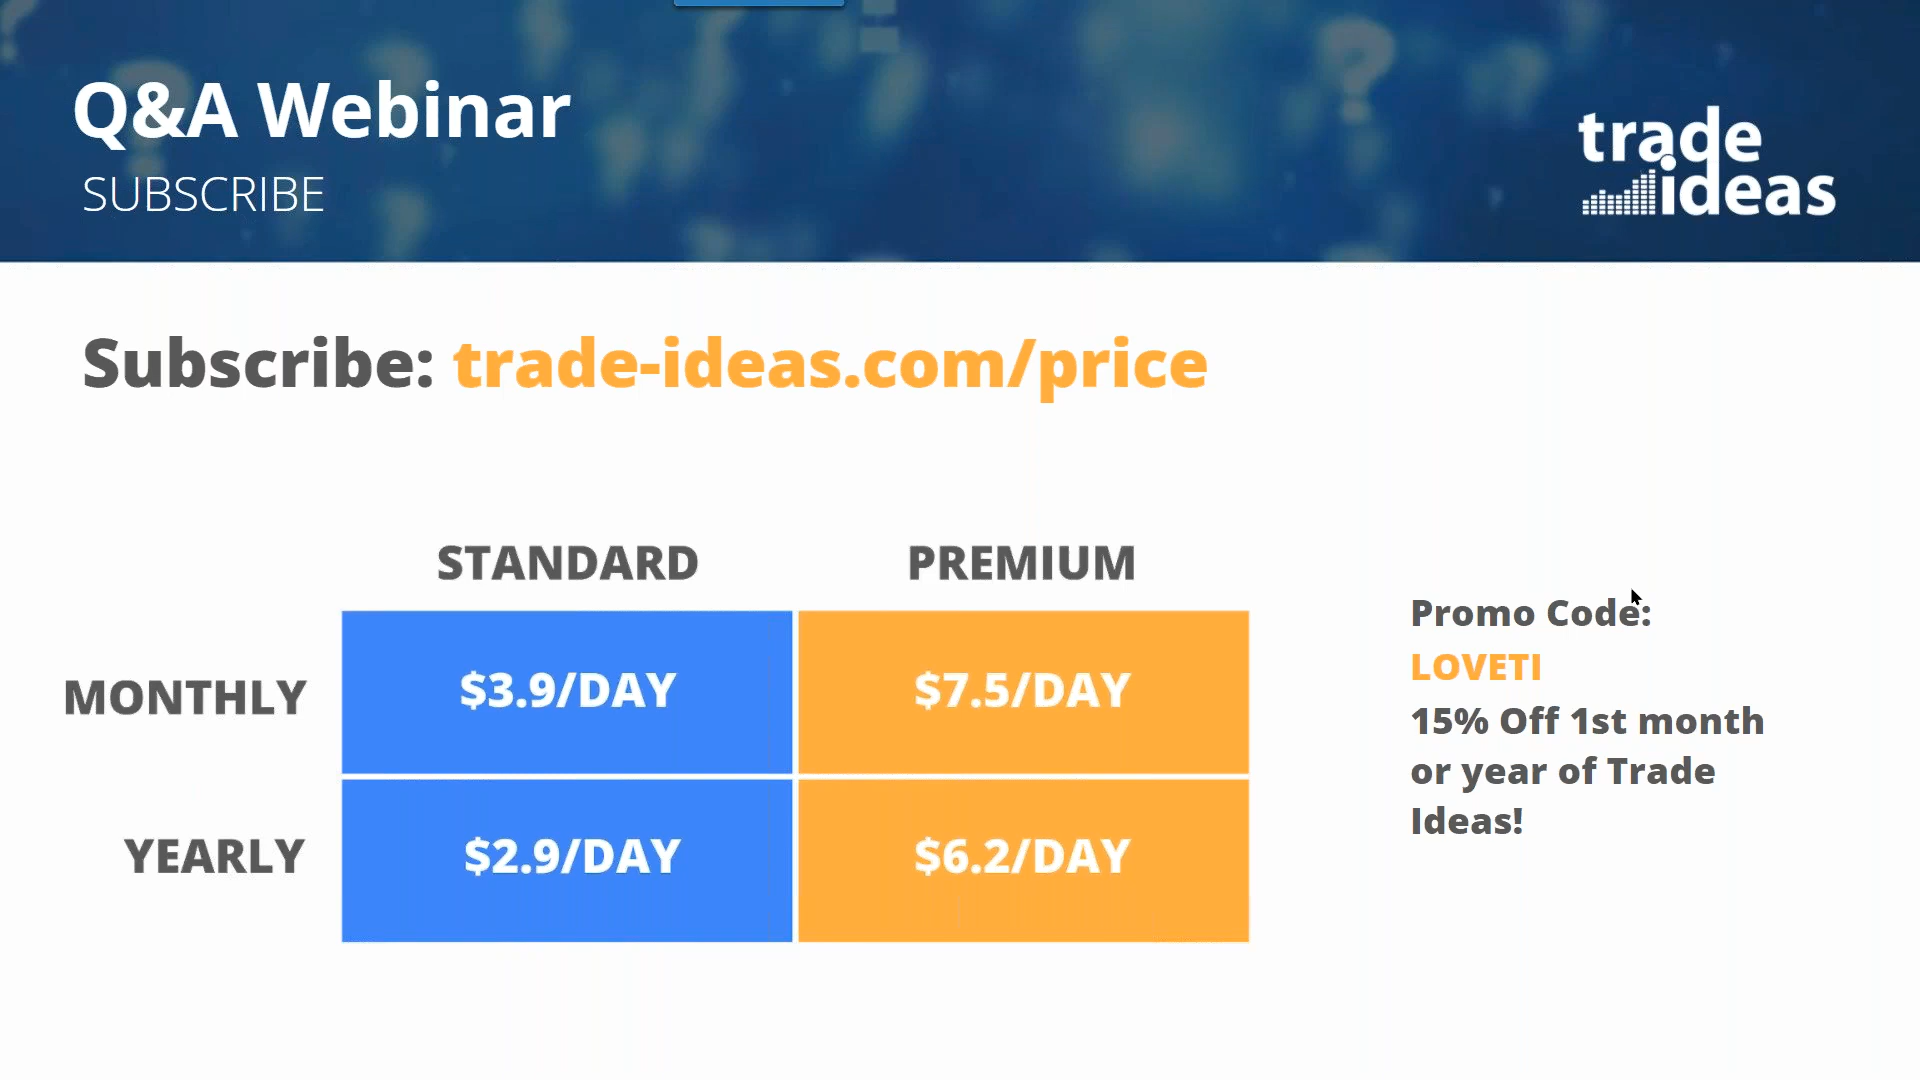 Q&A Webinar
SUBSCRIBE
trade
ideas
Subscribe: trade-ideas.com/price
STANDARD PREMIUM
MONTHLY $3.9/DAY $7.5/DAY
YEARLY $2.9/DAY $6.2/DAY
Promo Code:
LOVETI
15% Off 1st month
or year of Trade
Ideas!